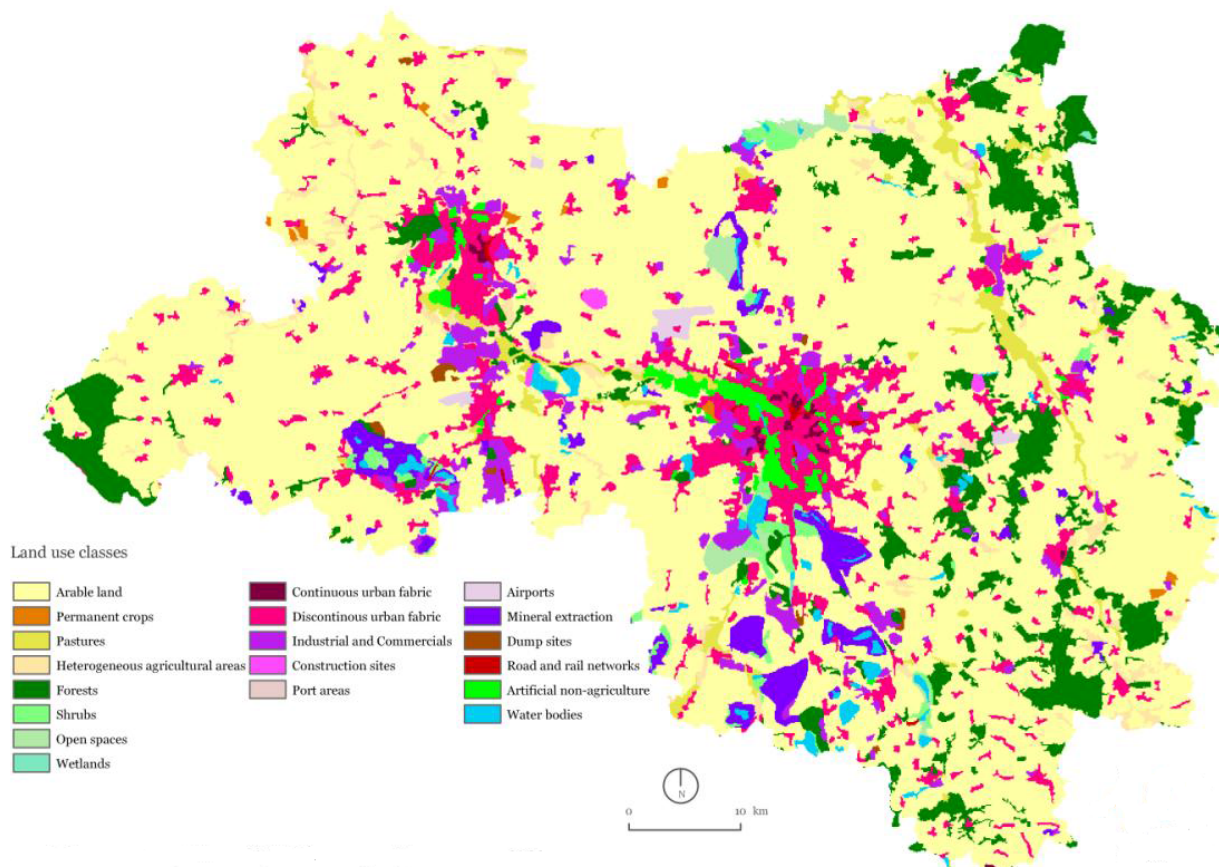 Land use classes
Arable land
Permanent crops
Pastures
Heterogeneous agricultural areas
Forests
Shrubs
Open spaces
Wetlands
Continuous urban fabric
Discontinous urban fabric
Industrial and Commercials
Construction sites
Port areas
Airports
Mineral extraction
Dump sites
Road and rail networks
Artificial non-agriculture
Water bodies
N
0 10 km